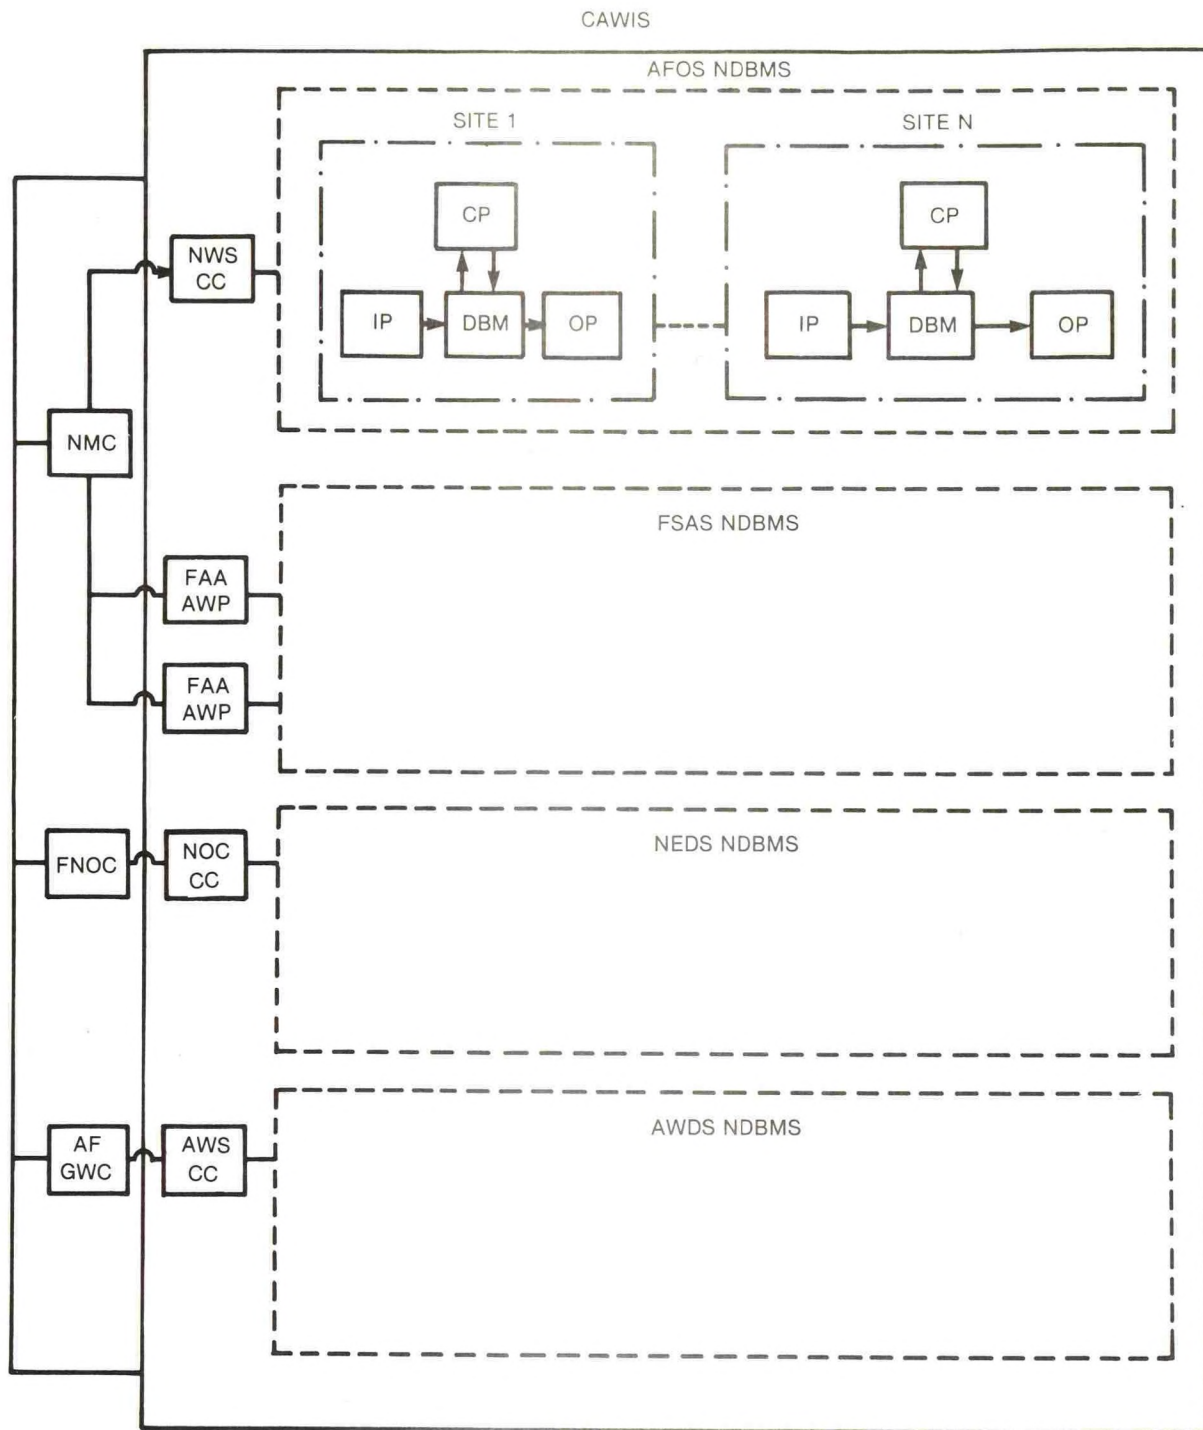 CAWIS
AFOS NDBMS
SITE 1
SITE N
CP
CP
NWS
CC
IP
DBM
OP
IP
DBM
OP
NMC
FSAS NDBMS
FAA
AWP
FAA
AWP
NEDS NDBMS
FNOC
NOC
CC
AWDS NDBMS
AF
GWC
AWS
CC